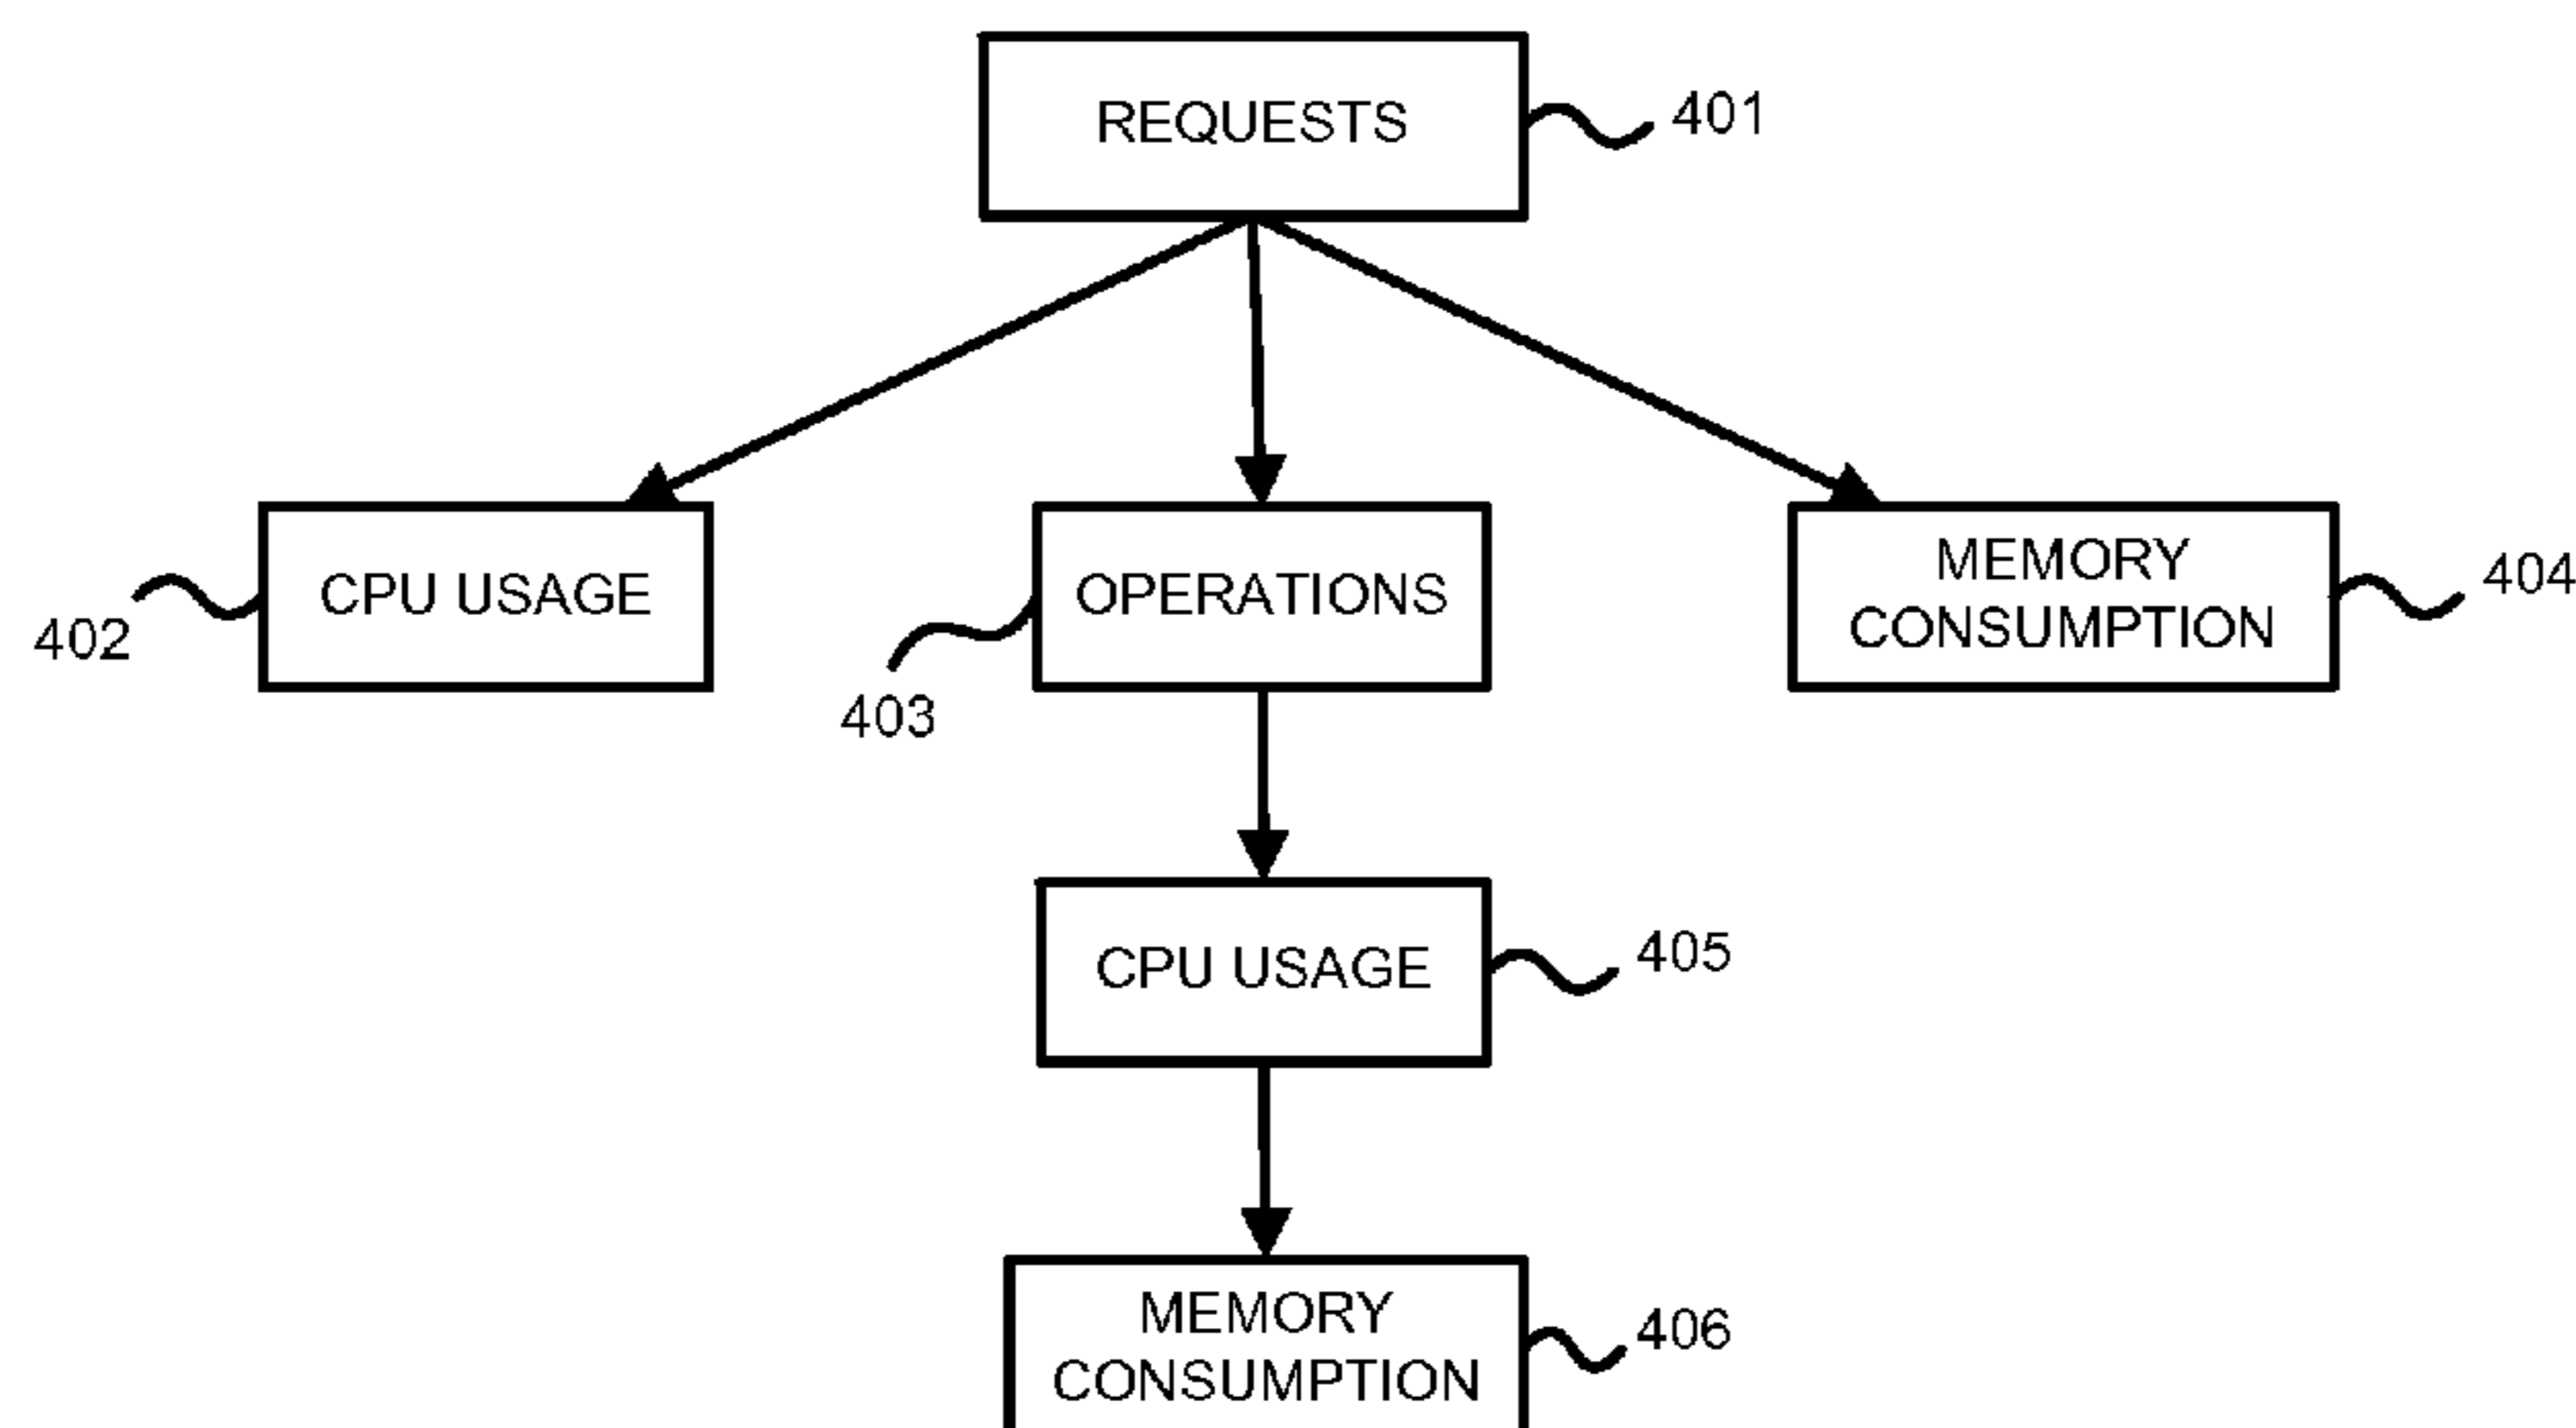 REQUESTS
401
CPU USAGE
402
OPERATIONS
403
MEMORY
CONSUMPTION
404
CPU USAGE
405
MEMORY
CONSUMPTION
406